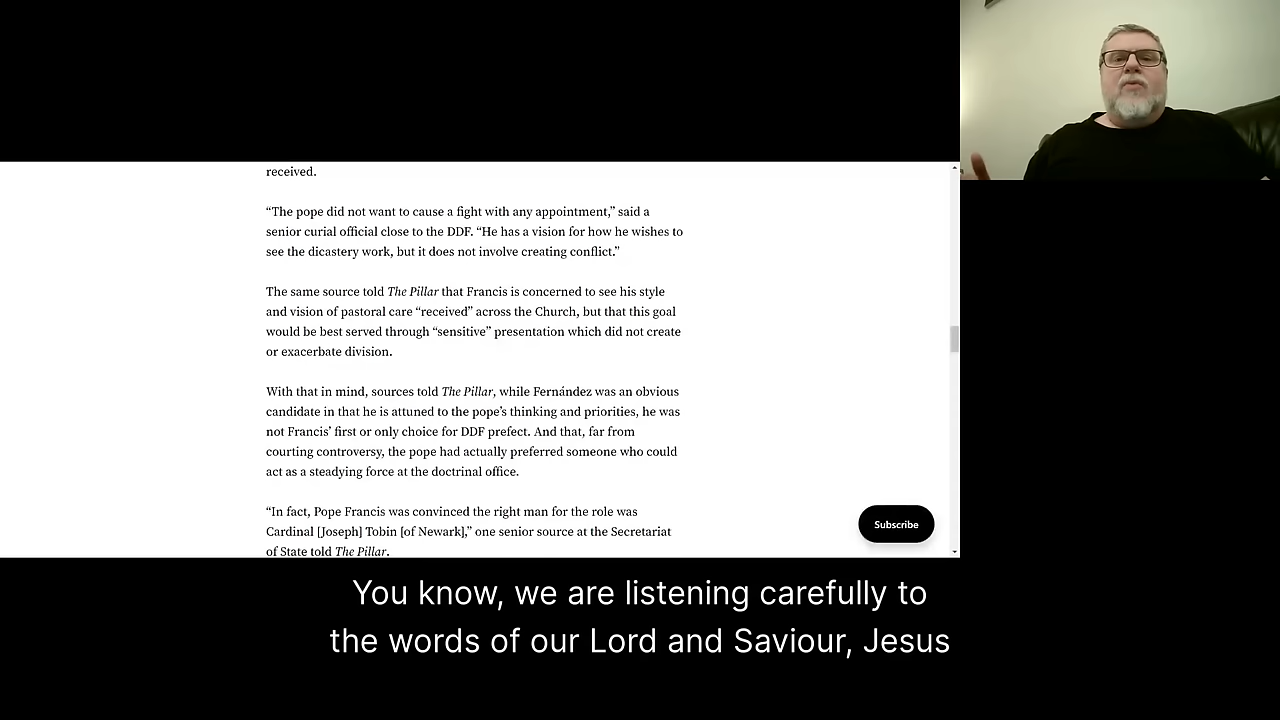 received.
“The pope did not want to cause a fight with any appointment,” said a
senior curial official close to the DDF. “He has a vision for how he wishes to
see the dicastery work, but it does not involve creating conflict.”
The same source told The Pillar that Francis is concerned to see his style
and vision of pastoral care “received” across the Church, but that this goal
would be best served through “sensitive” presentation which did not create
or exacerbate division.
With that in mind, sources told The Pillar, while Fernández was an obvious
candidate in that he is attuned to the pope’s thinking and priorities, he was
not Francis’ first or only choice for DDF prefect. And that, far from
courting controversy, the pope had actually preferred someone who could
act as a steadying force at the doctrinal office.
“In fact, Pope Francis was convinced the right man for the role was
Cardinal [Joseph] Tobin [of Newark],” one senior source at the Secretariat
of State told The Pillar.
Subscribe
You know, we are listening carefully to
the words of our Lord and Saviour, Jesus